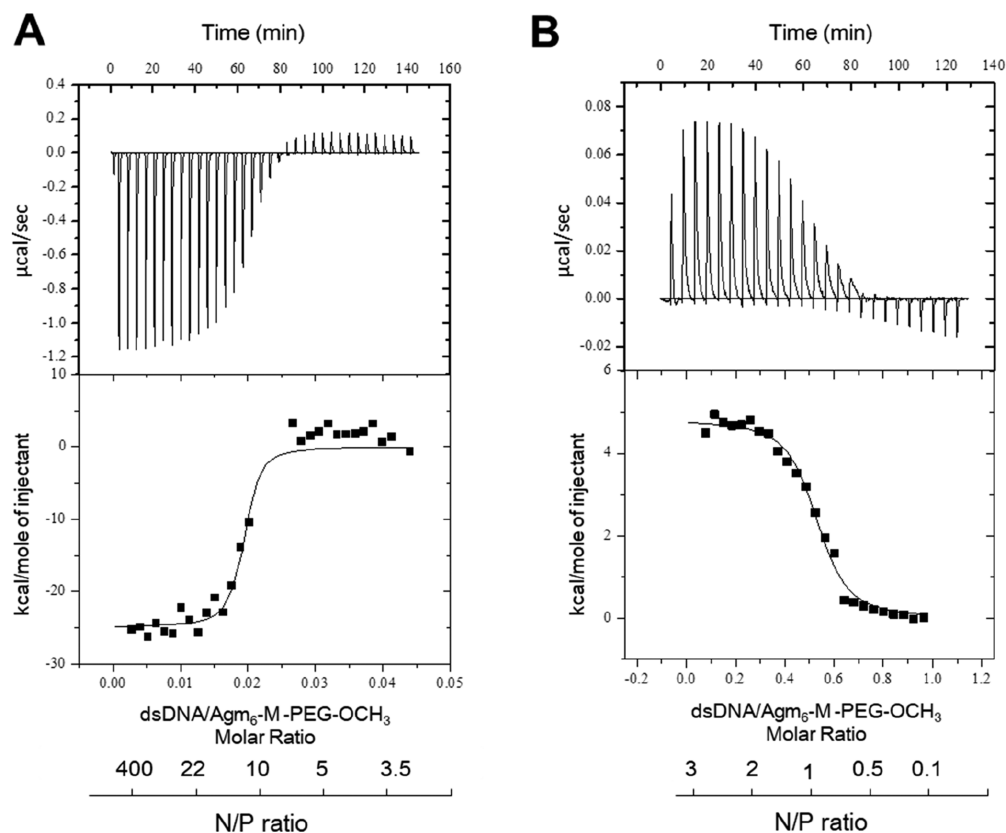 A
Time (min)
0 20 40 60 80 100 120 140 160
0.4
0.2
0.0
-0.2
-0.4
-0.6
-0.8
-1.0
-1.2
µcal/sec
10
0
-10
-20
-30
kcal/mole of injectant
0.00 0.01 0.02 0.03 0.04 0.05
dsDNA/Agm₆-M-PEG-OCH₃
Molar Ratio
400 22 10 5 3.5
N/P ratio
B
Time (min)
0 20 40 60 80 100 120 140
0.08
0.06
0.04
0.02
0.00
-0.02
µcal/sec
6
4
2
0
kcal/mole of injectant
-0.2 0.0 0.2 0.4 0.6 0.8 1.0 1.2
dsDNA/Agm₆-M-PEG-OCH₃
Molar Ratio
3 2 1 0.5 0.1
N/P ratio